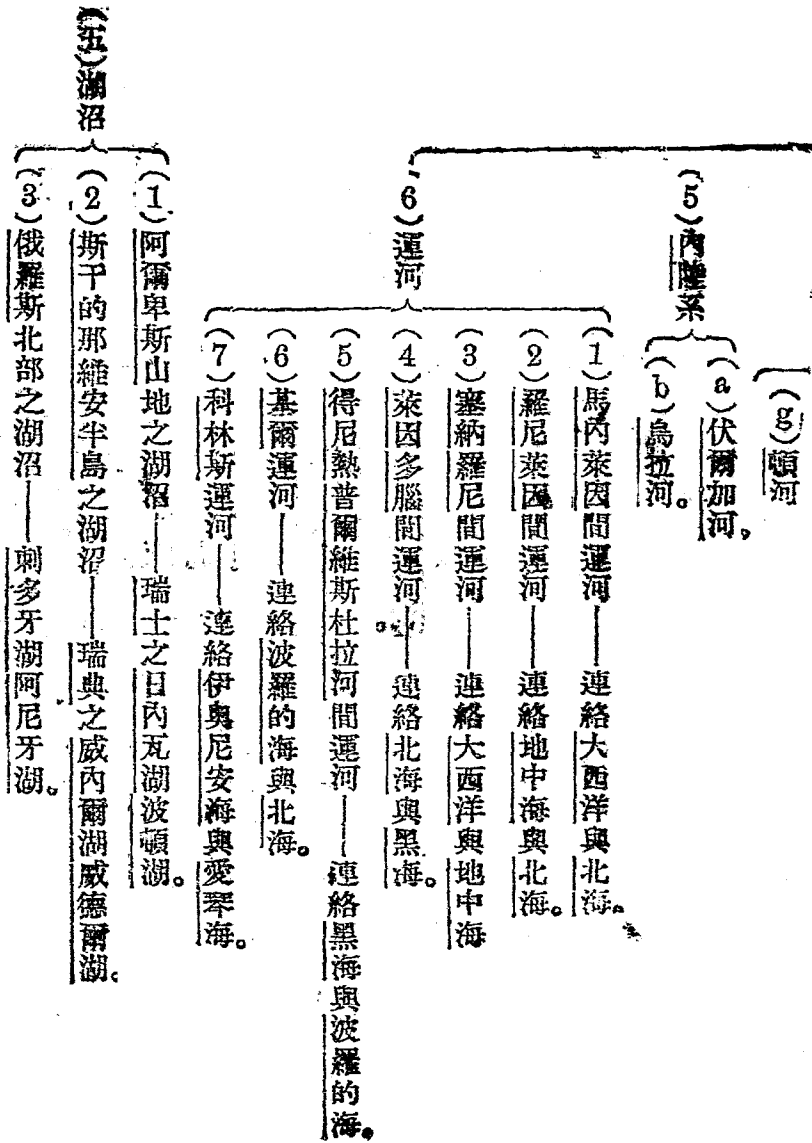 (g)頓河
(5)內陸系
(a)伏爾加河，
(b)烏拉河。
(6)運河
(1)馬內萊因間運河——連絡大西洋與北海。
(2)羅尼萊因間運河——連絡地中海與北海。
(3)塞納羅尼間運河——連絡大西洋與地中海
(4)萊因多腦間運河——連絡北海與黑海。
(5)得尼熱普爾維斯杜拉河間運河——連絡黑海與波羅的海。
(6)基爾運河——連絡波羅的海與北海。
(7)科林斯運河——連絡伊奧尼安海與愛琴海。
(五)湖沼
(1)阿爾卑斯山地之湖沼——瑞士之日內瓦湖波頓湖。
(2)斯干的那維安半島之湖沼——瑞典之威內爾湖威德爾湖。
(3)俄羅斯北部之湖沼——剌多牙湖阿尼牙湖。